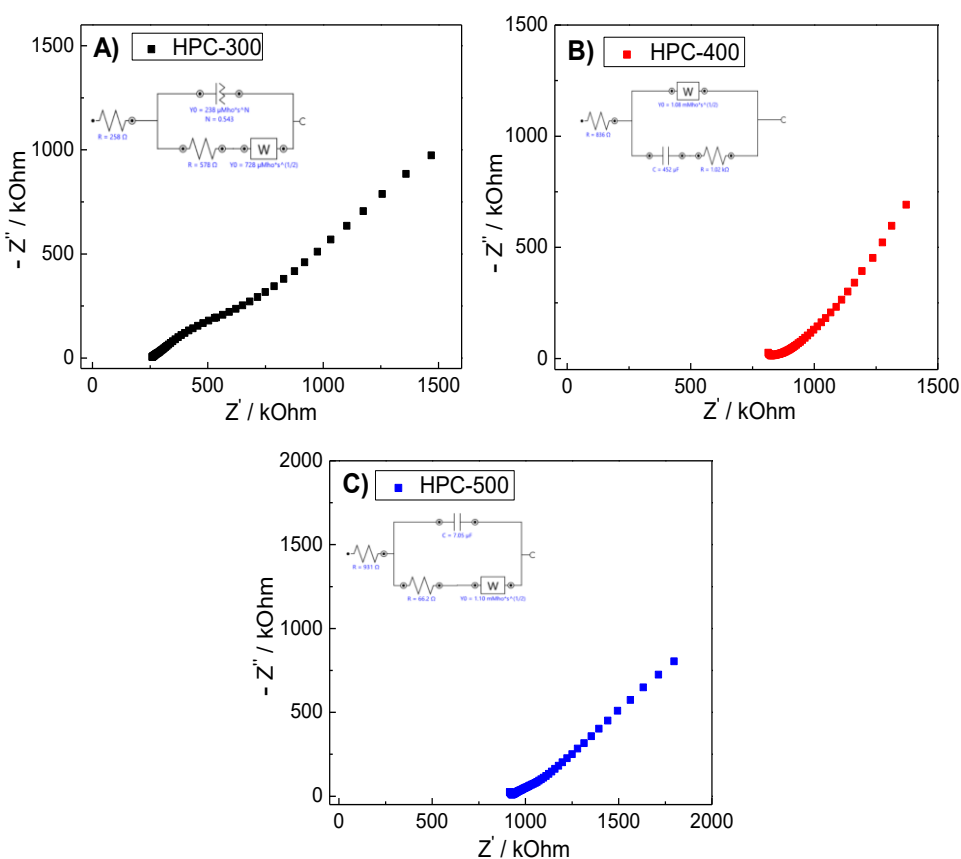 A) HPC-300
1500
1000
500
0
0 500 1000 1500
- Z'' / kOhm
Z' / kOhm
Y0 = 238 µMho*s^N
N = 0.543
R = 258 Ω
R = 578 Ω
W
Y0 = 728 µMho*s^(1/2)
B) HPC-400
1500
1000
500
0
0 500 1000 1500
- Z'' / kOhm
Z' / kOhm
W
Y0 = 1.08 mMho*s^(1/2)
R = 836 Ω
C = 452 µF
R = 1.02 kΩ
C) HPC-500
2000
1500
1000
500
0
0 500 1000 1500 2000
- Z'' / kOhm
Z' / kOhm
C = 7.05 µF
R = 931 Ω
R = 66.2 Ω
W
Y0 = 1.10 mMho*s^(1/2)